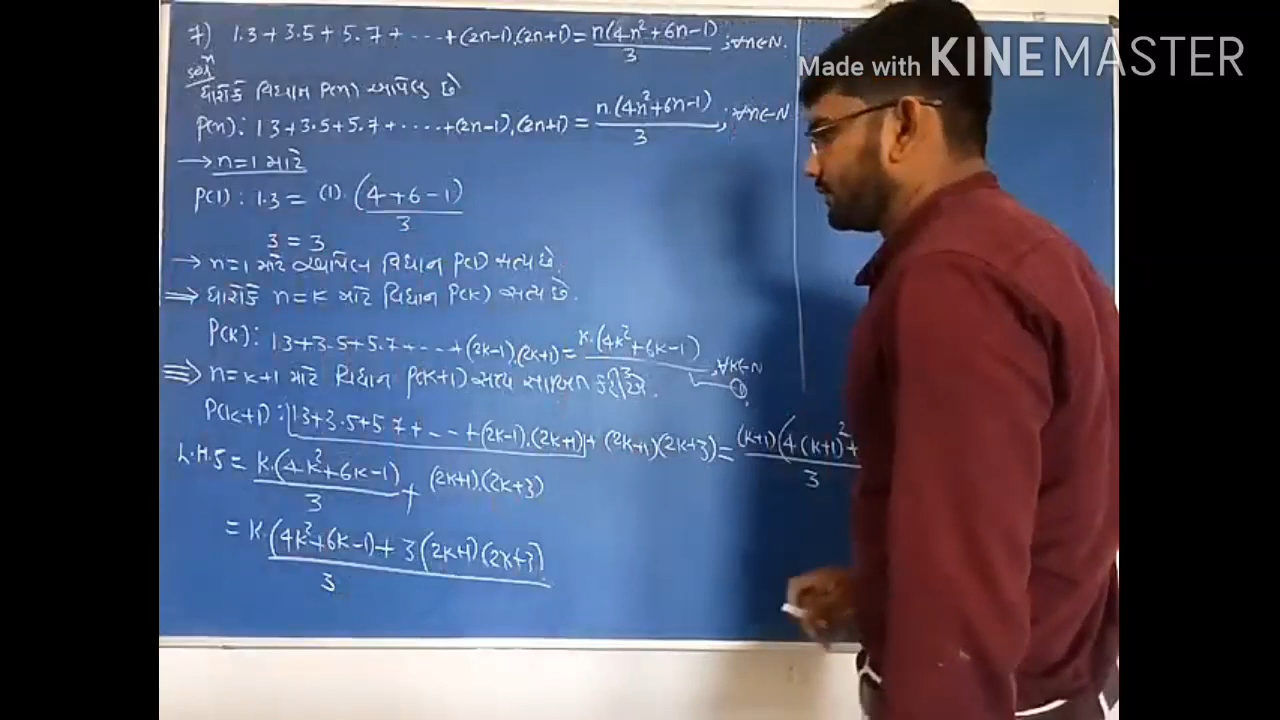 Made with KINEMASTER
7) 1.3+3.5+5.7+-----+(2n-1).(2n+1)=n(4n²+6n-1)/3 ;∀n∈N.
solⁿ
ધારોકે વિધાન P(n) આપેલ છે
P(n): 1.3+3.5+5.7+-----+(2n-1).(2n+1)=n.(4n²+6n-1)/3 ;∀n∈N
→ n=1 માટે
P(1): 1.3 = (1).(4+6-1)/3
3 = 3
→ n=1 માટે વિધાન P(1) સત્ય છે.
⇒ ધારોકે n=k માટે વિધાન P(k) સત્ય છે.
P(k): 1.3+3.5+5.7+-----+(2k-1).(2k+1)=k.(4k²+6k-1)/3 ,∀k∈N
①
⇒ n=k+1 માટે વિધાન P(k+1) સત્ય સાબિત કરીએ.
P(k+1): 1.3+3.5+5.7+---+(2k-1).(2k+1)+(2k+1)(2k+3)=(k+1)(4(k+1)²+/3
L.H.S = k.(4k²+6k-1)/3 + (2k+1).(2k+3)
= k.(4k²+6k-1)+3(2k+1)(2k+3)/3